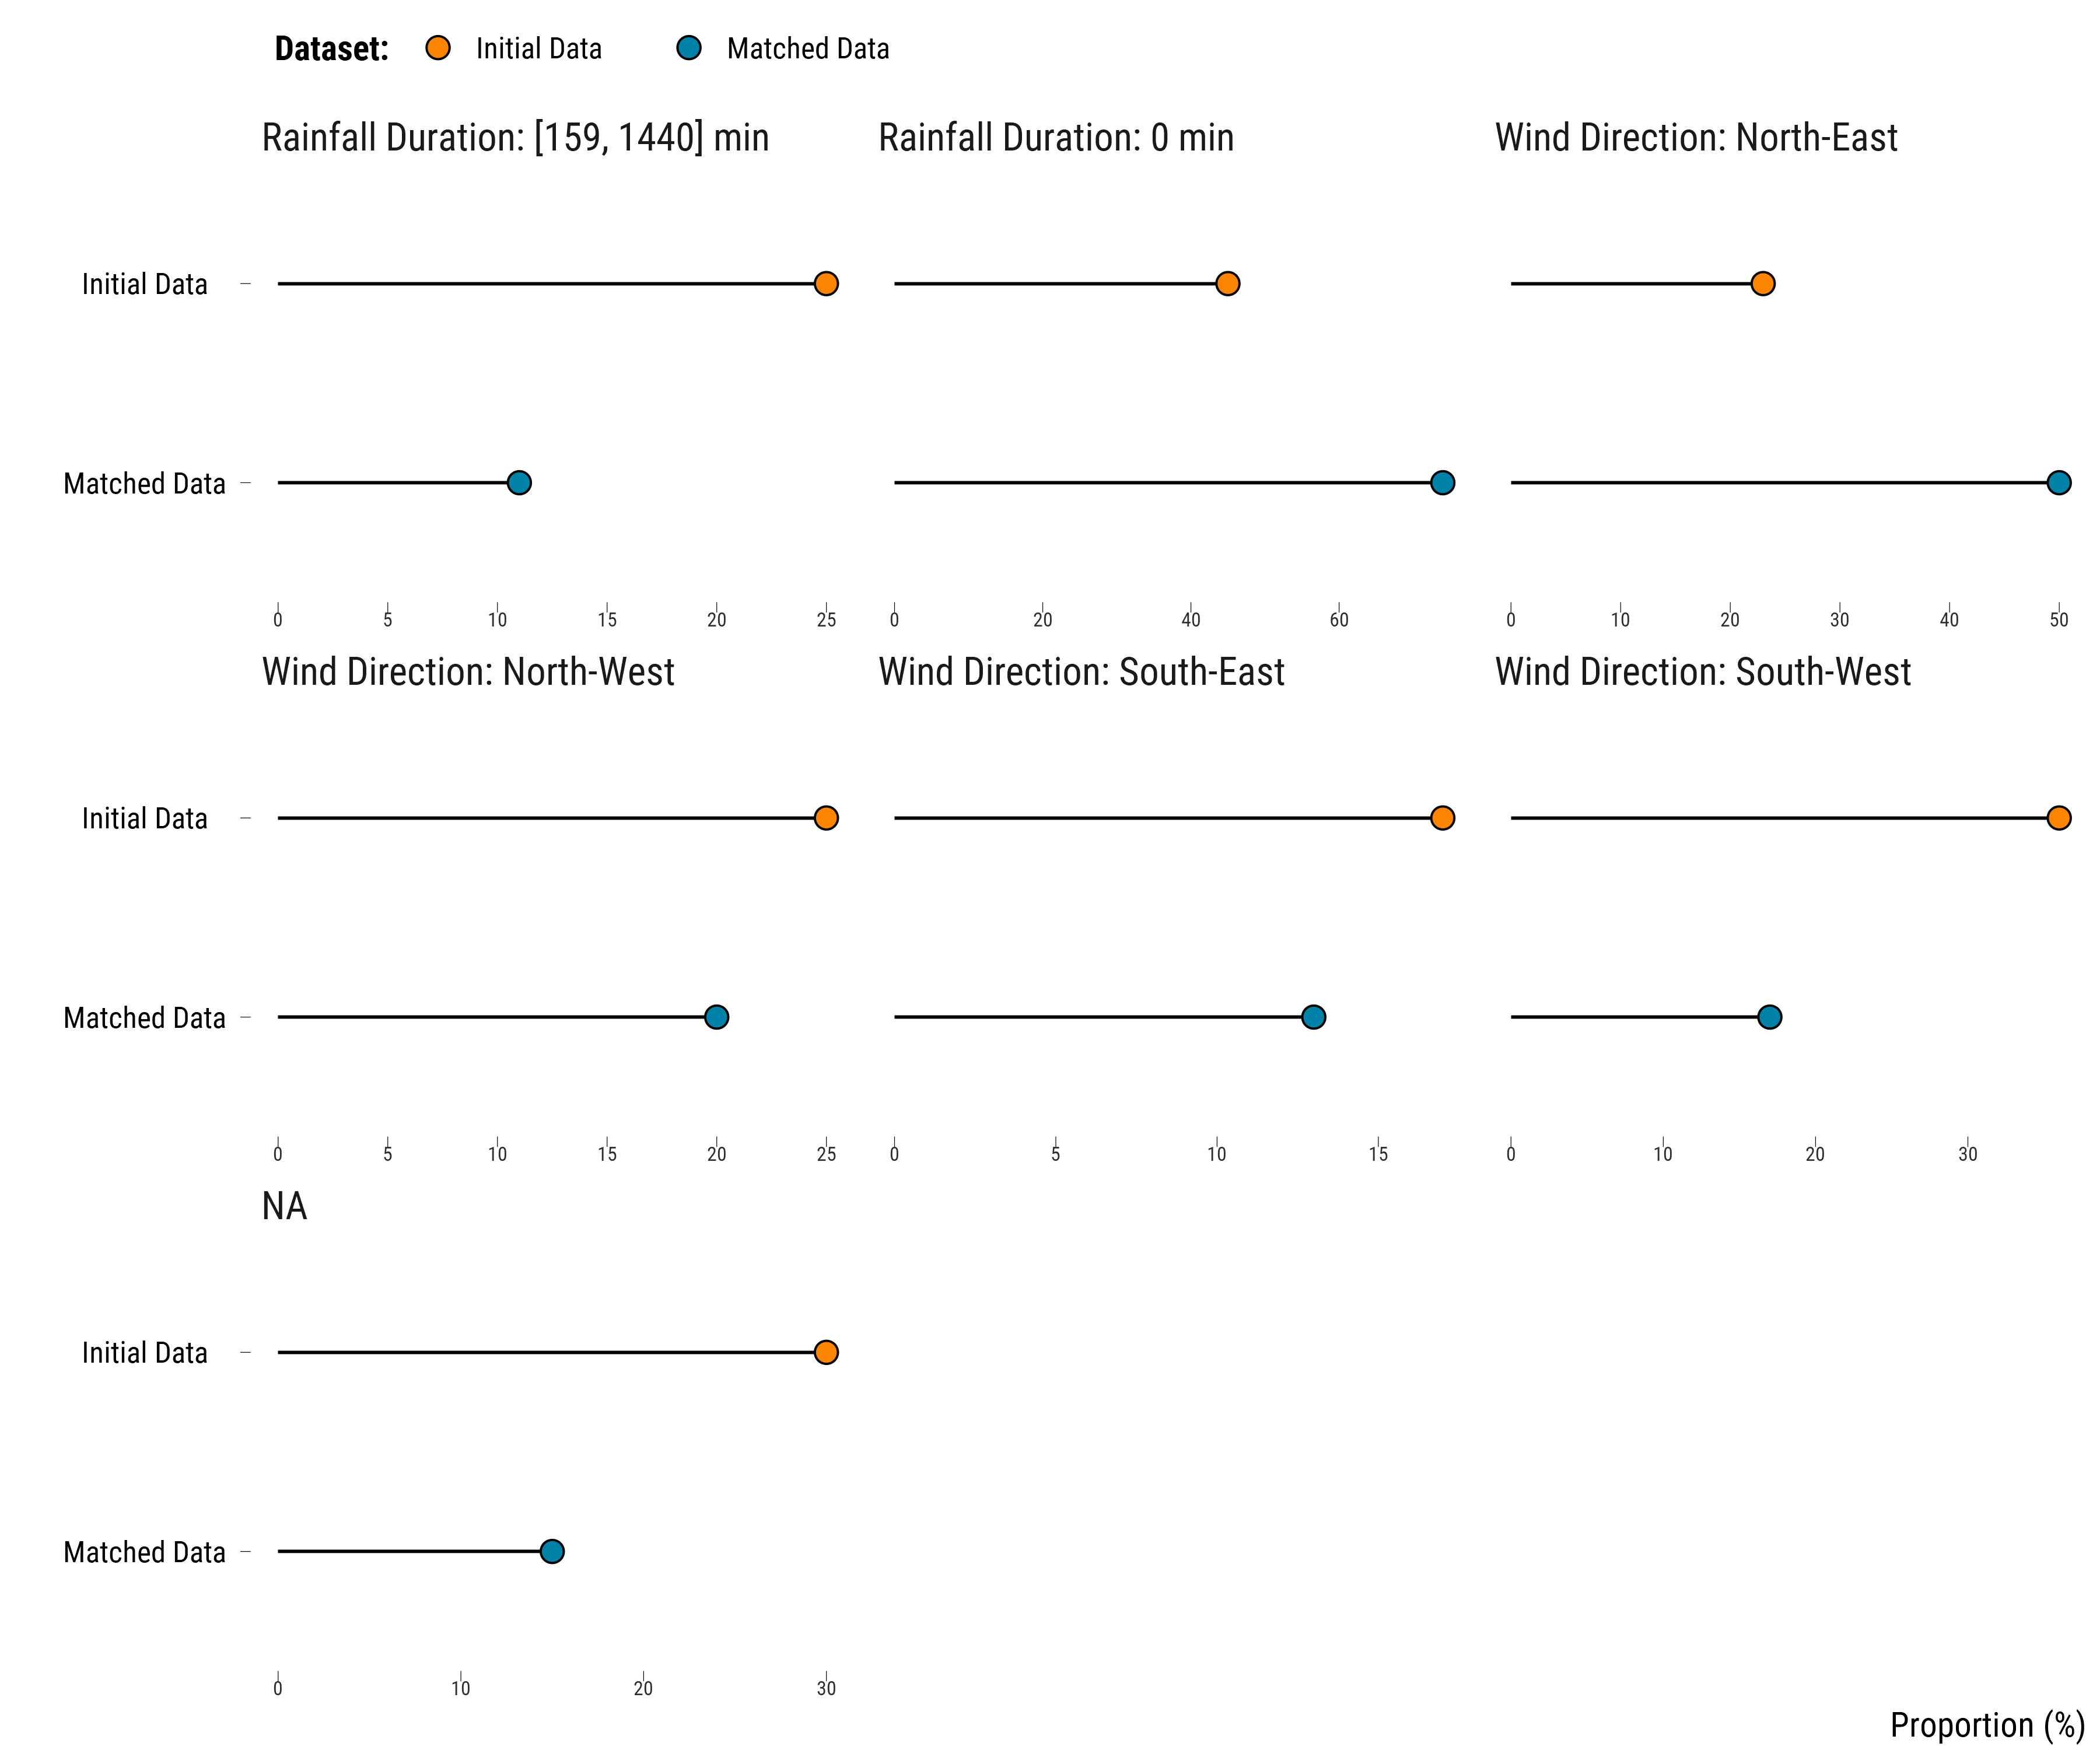 Dataset: Initial Data Matched Data
Rainfall Duration: [159, 1440] min Rainfall Duration: 0 min Wind Direction: North-East
Initial Data
Matched Data
0 5 10 15 20 25 0 20 40 60 0 10 20 30 40 50
Wind Direction: North-West Wind Direction: South-East Wind Direction: South-West
Initial Data
Matched Data
0 5 10 15 20 25 0 5 10 15 0 10 20 30
NA
Initial Data
Matched Data
0 10 20 30
Proportion (%)